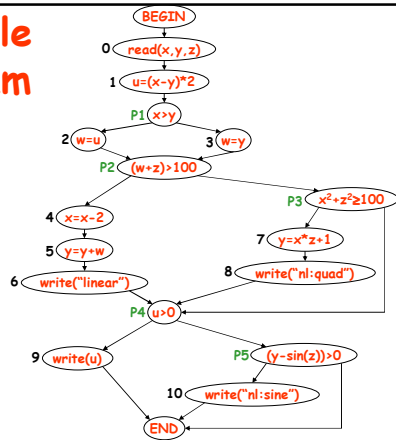 le
m
BEGIN
0 read(x,y,z)
1 u=(x-y)*2
P1 x>y
2 w=u 3 w=y
P2 (w+z)>100
P3 x²+z²≥100
4 x=x-2
7 y=x*z+1
5 y=y+w
6 write("linear") 8 write("nl:quad")
P4 u>0
9 write(u) P5 (y-sin(z))>0
10 write("nl:sine")
END